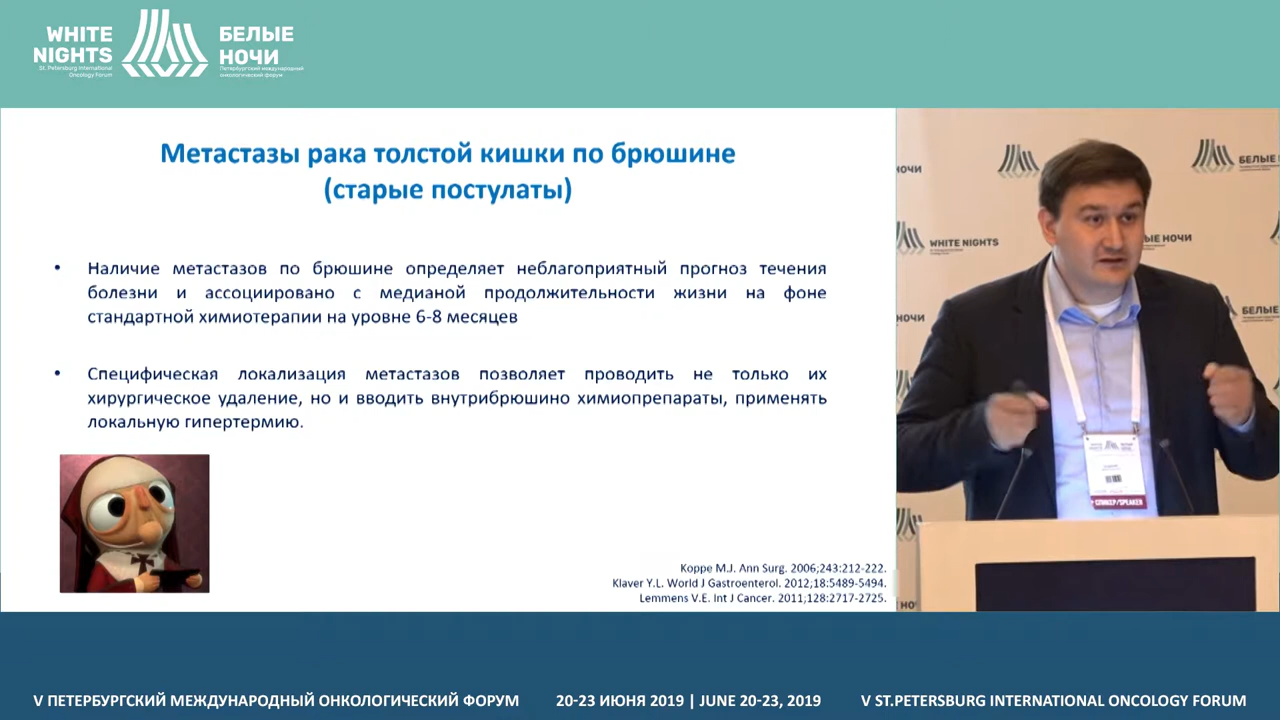 WHITE
NIGHTS
St. Petersburg International
Oncology Forum
БЕЛЫЕ
НОЧИ
Петербургский международный
онкологический форум
Метастазы рака толстой кишки по брюшине
(старые постулаты)
• Наличие метастазов по брюшине определяет неблагоприятный прогноз течения
болезни и ассоциировано с медианой продолжительности жизни на фоне
стандартной химиотерапии на уровне 6-8 месяцев
• Специфическая локализация метастазов позволяет проводить не только их
хирургическое удаление, но и вводить внутрибрюшино химиопрепараты, применять
локальную гипертермию.
Koppe M.J. Ann Surg. 2006;243:212-222.
Klaver Y.L. World J Gastroenterol. 2012;18:5489-5494.
Lemmens V.E. Int J Cancer. 2011;128:2717-2725.
НОЧИ
БЕЛЫЕ
WHITE NIGHTS
ЛЫЕ НОЧИ
БЕЛЫЕ
НОЧИ
НО
СПИКЕР/SPEAKER
V ПЕТЕРБУРГСКИЙ МЕЖДУНАРОДНЫЙ ОНКОЛОГИЧЕСКИЙ ФОРУМ
20-23 ИЮНЯ 2019 | JUNE 20-23, 2019
V ST.PETERSBURG INTERNATIONAL ONCOLOGY FORUM